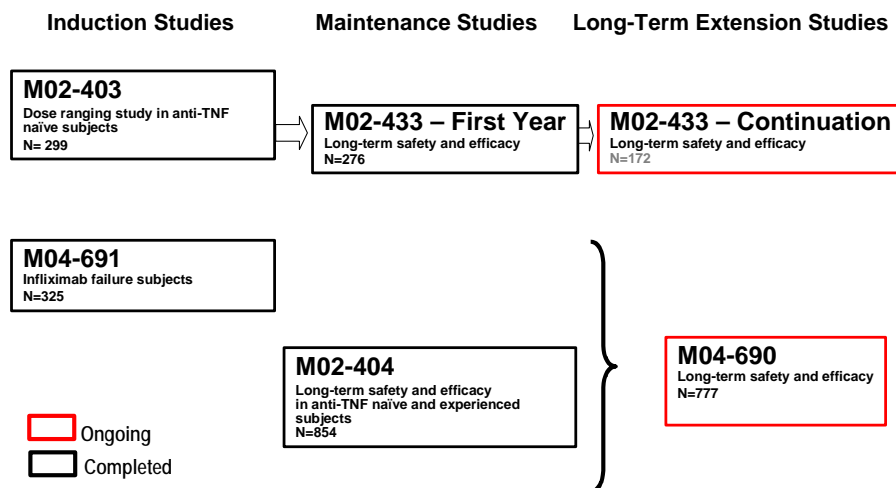 Induction Studies
Maintenance Studies
Long-Term Extension Studies
M02-403
Dose ranging study in anti-TNF
naïve subjects
N= 299
M02-433 – First Year
Long-term safety and efficacy
N=276
M02-433 – Continuation
Long-term safety and efficacy
N=172
M04-691
Infliximab failure subjects
N=325
M02-404
Long-term safety and efficacy
in anti-TNF naïve and experienced
subjects
N=854
M04-690
Long-term safety and efficacy
N=777
Ongoing
Completed